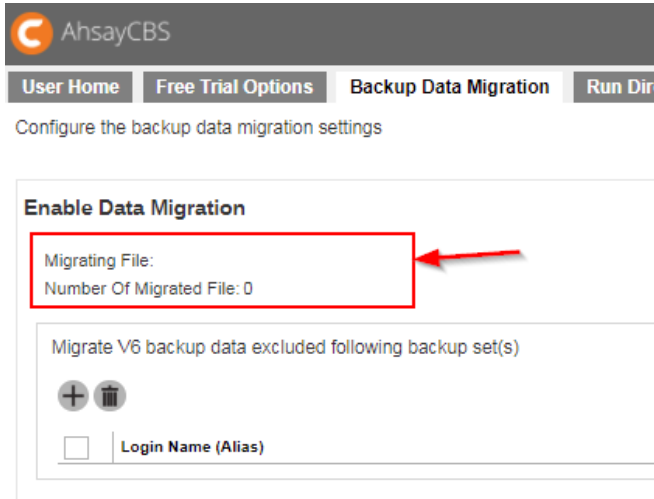 AhsayCBS
User Home Free Trial Options Backup Data Migration Run Dir
Configure the backup data migration settings
Enable Data Migration
Migrating File:
Number Of Migrated File: 0
Migrate V6 backup data excluded following backup set(s)
Login Name (Alias)